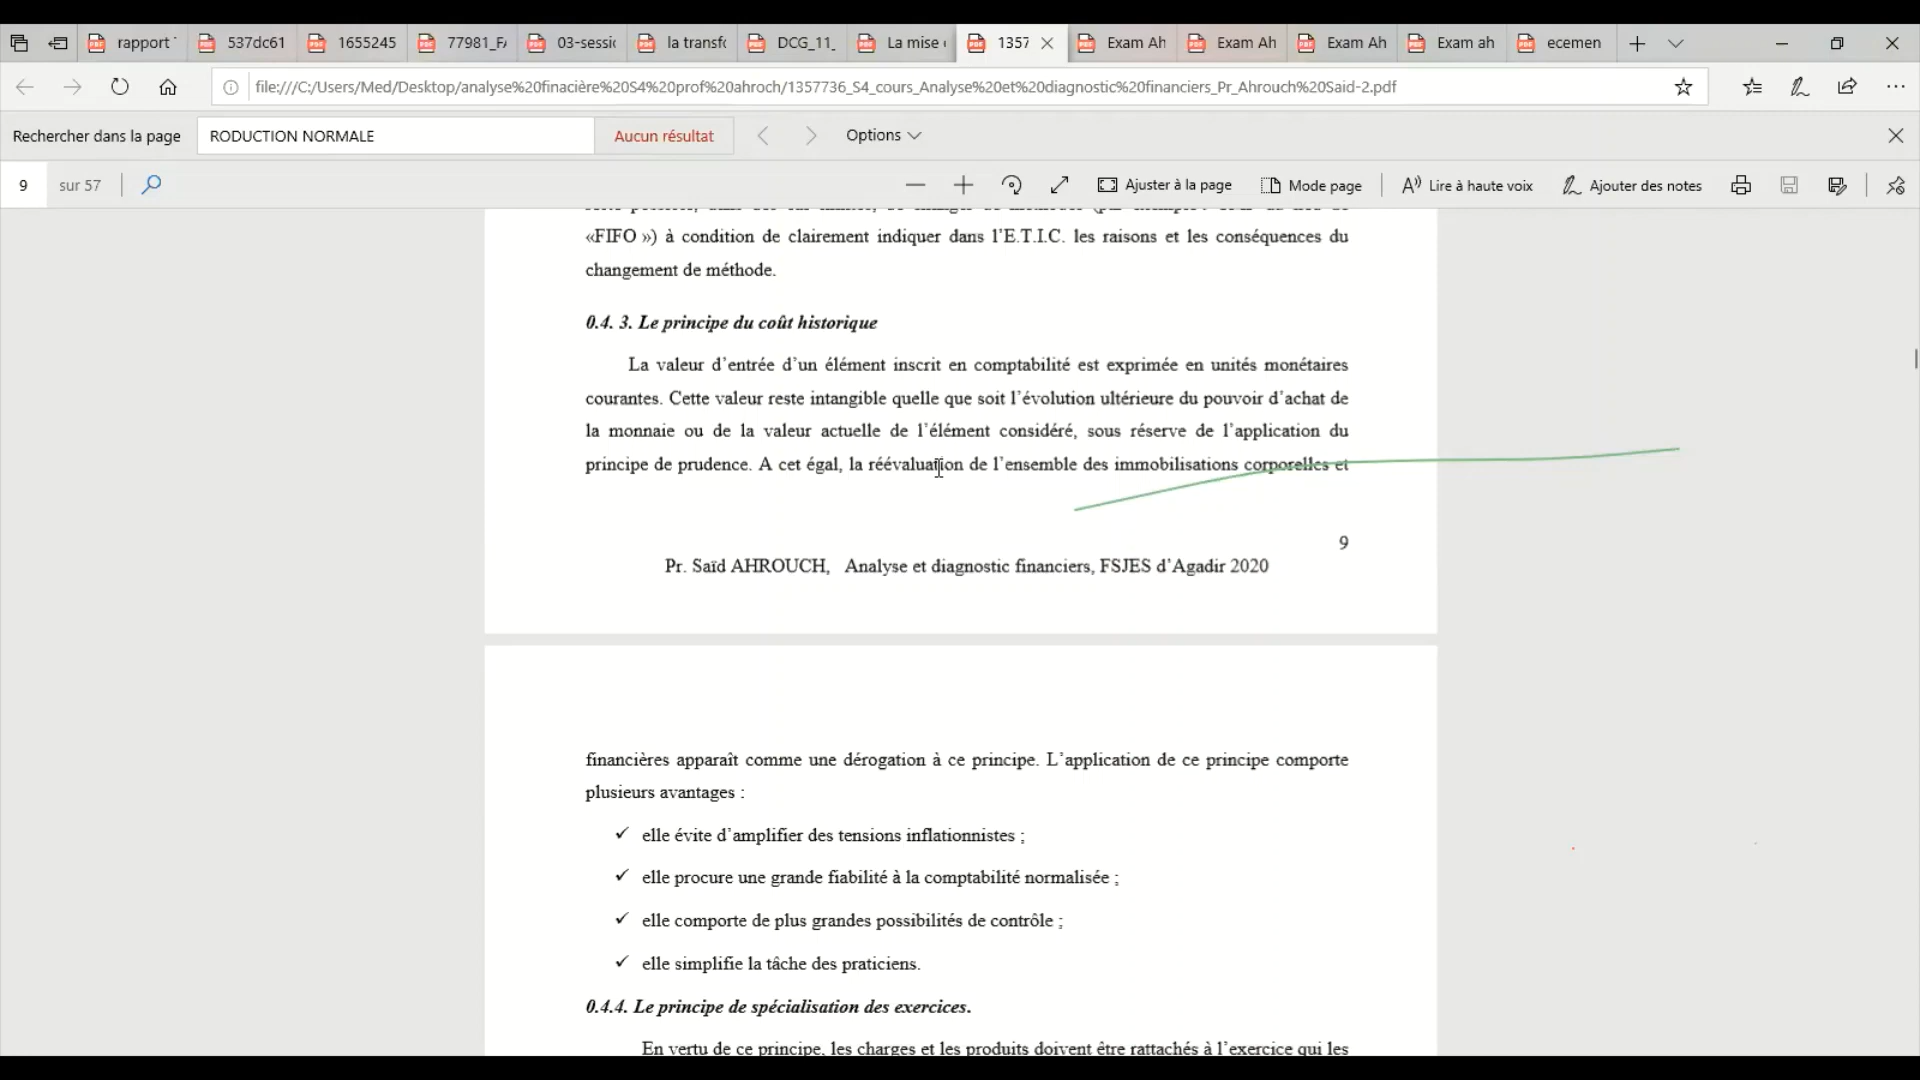 rapport
537dc61
1655245
77981_F
03-sessi
la transfo
DCG_11_
La mise
1357
Exam Ah
Exam Ah
Exam Ah
Exam ah
ecemen
file:///C:/Users/Med/Desktop/analyse%20finacière%20S4%20prof%20ahroch/1357736_S4_cours_Analyse%20et%20diagnostic%20financiers_Pr_Ahrouch%20Said-2.pdf
Rechercher dans la page
RODUCTION NORMALE
Aucun résultat
Options
9
sur 57
Ajuster à la page
Mode page
Lire à haute voix
Ajouter des notes
«FIFO ») à condition de clairement indiquer dans l'E.T.I.C. les raisons et les conséquences du
changement de méthode.
0.4. 3. Le principe du coût historique
La valeur d'entrée d'un élément inscrit en comptabilité est exprimée en unités monétaires
courantes. Cette valeur reste intangible quelle que soit l'évolution ultérieure du pouvoir d'achat de
la monnaie ou de la valeur actuelle de l'élément considéré, sous réserve de l'application du
principe de prudence. A cet égal, la réévaluation de l'ensemble des immobilisations corporelles et
9
Pr. Saïd AHROUCH, Analyse et diagnostic financiers, FSJES d'Agadir 2020
financières apparaît comme une dérogation à ce principe. L'application de ce principe comporte
plusieurs avantages :
✓ elle évite d'amplifier des tensions inflationnistes ;
✓ elle procure une grande fiabilité à la comptabilité normalisée ;
✓ elle comporte de plus grandes possibilités de contrôle ;
✓ elle simplifie la tâche des praticiens.
0.4.4. Le principe de spécialisation des exercices.
En vertu de ce principe, les charges et les produits doivent être rattachés à l'exercice qui les